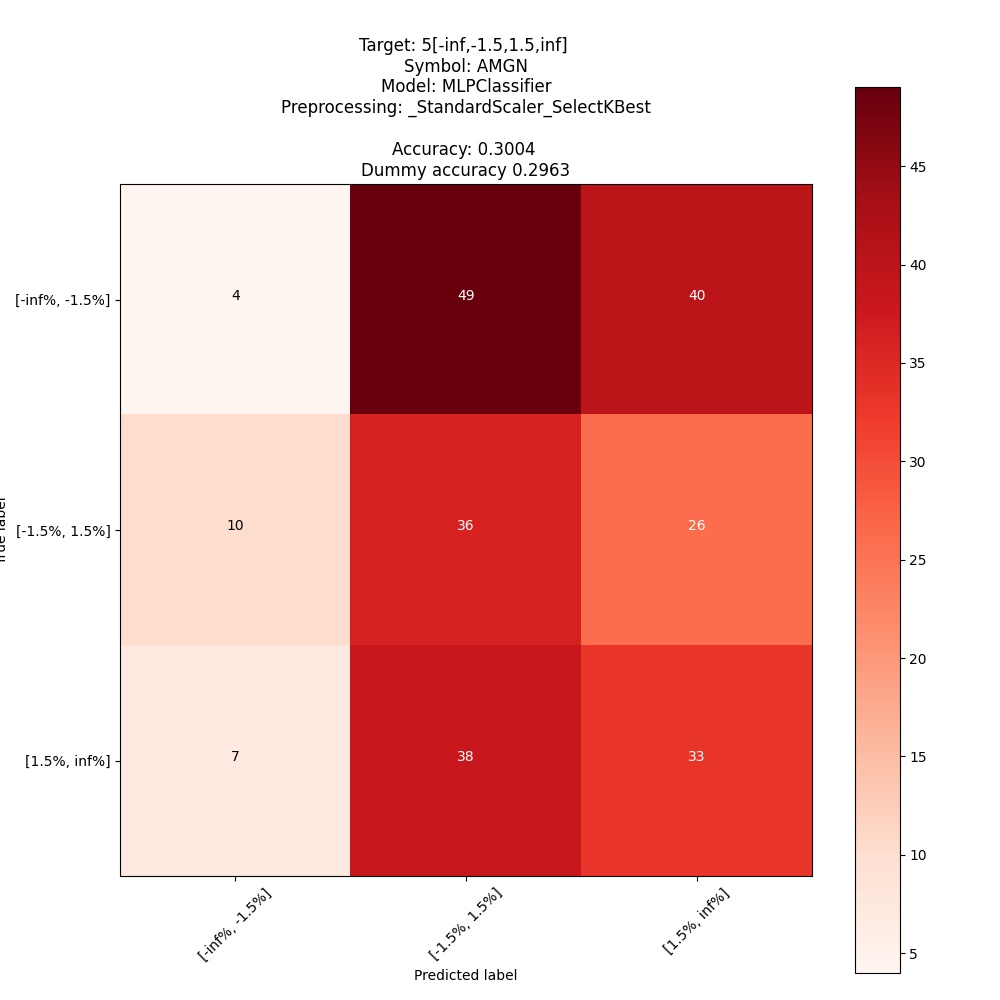 Target: 5[-inf,-1.5,1.5,inf]
Symbol: AMGN
Model: MLPClassifier
Preprocessing: _StandardScaler_SelectKBest
Accuracy: 0.3004
Dummy accuracy 0.2963
[-inf%, -1.5%]
4
49
40
[-1.5%, 1.5%]
10
36
26
[1.5%, inf%]
7
38
33
[-inf%, -1.5%]
[-1.5%, 1.5%]
[1.5%, inf%]
Predicted label
True label
45
40
35
30
25
20
15
10
5